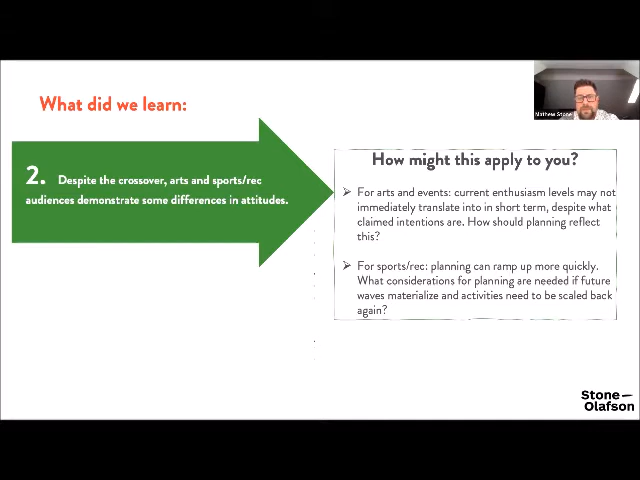 What did we learn:
2. Despite the crossover, arts and sports/rec
audiences demonstrate some differences in attitudes.
How might this apply to you?
➢ For arts and events: current enthusiasm levels may not
immediately translate into in short term, despite what
claimed intentions are. How should planning reflect
this?
➢ For sports/rec: planning can ramp up more quickly.
What considerations for planning are needed if future
waves materialize and activities need to be scaled back
again?
Mathew Stone
Stone—
Olafson